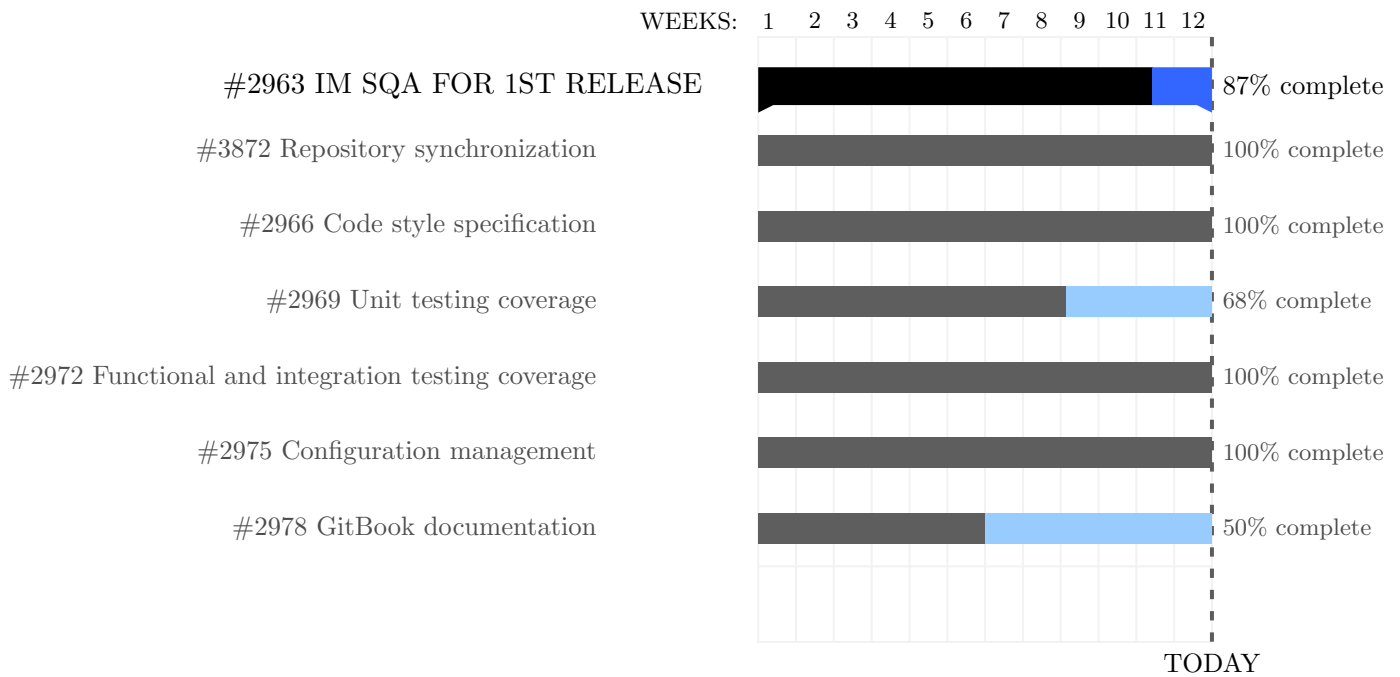 WEEKS: 1 2 3 4 5 6 7 8 9 10 11 12
#2963 IM SQA FOR 1ST RELEASE 87% complete
#3872 Repository synchronization 100% complete
#2966 Code style specification 100% complete
#2969 Unit testing coverage 68% complete
#2972 Functional and integration testing coverage 100% complete
#2975 Configuration management 100% complete
#2978 GitBook documentation 50% complete
TODAY